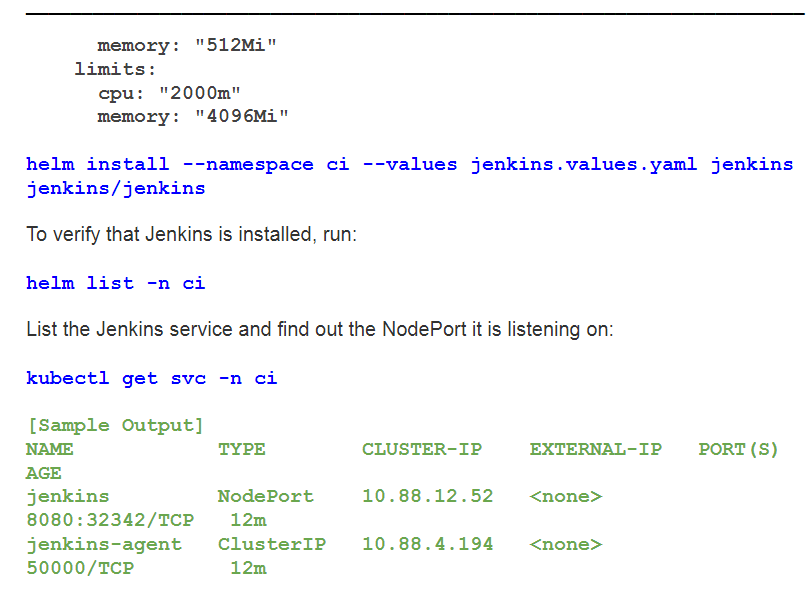 memory: "512Mi"
limits:
cpu: "2000m"
memory: "4096Mi"
helm install --namespace ci --values jenkins.values.yaml jenkins
jenkins/jenkins
To verify that Jenkins is installed, run:
helm list -n ci
List the Jenkins service and find out the NodePort it is listening on:
kubectl get svc -n ci
[Sample Output]
NAME TYPE CLUSTER-IP EXTERNAL-IP PORT(S)
AGE
jenkins NodePort 10.88.12.52 <none>
8080:32342/TCP 12m
jenkins-agent ClusterIP 10.88.4.194 <none>
50000/TCP 12m